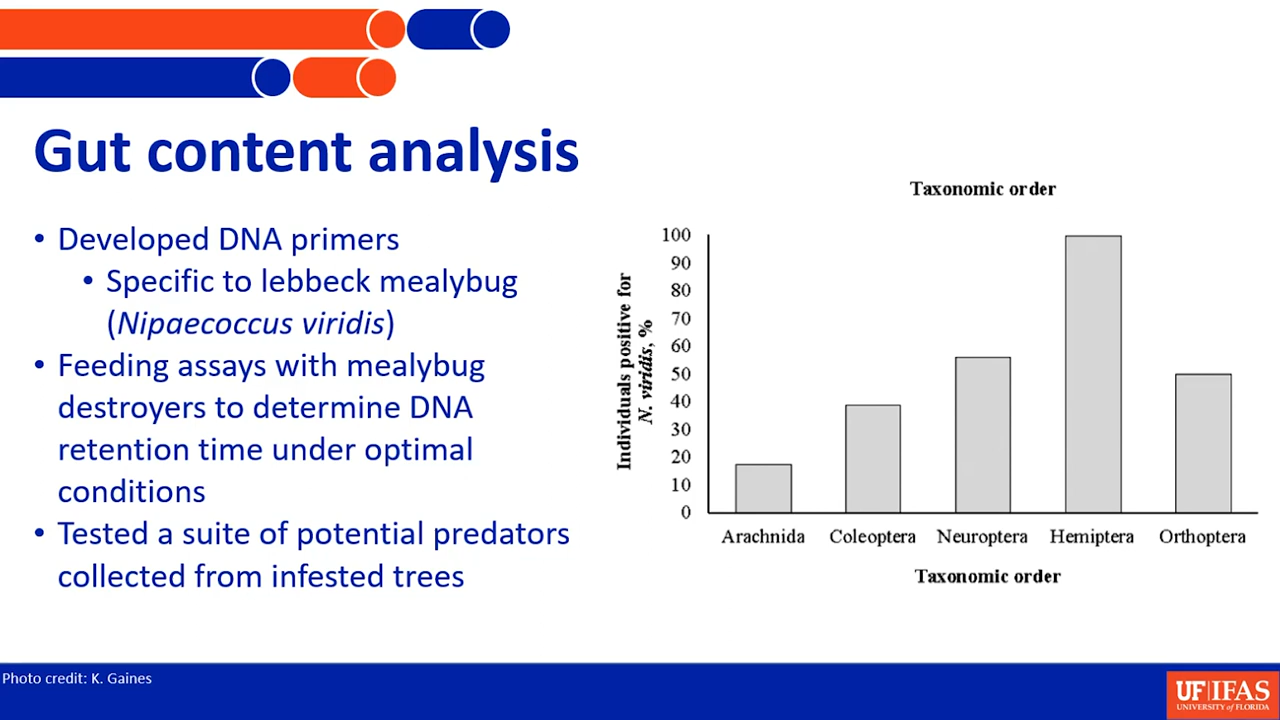 Gut content analysis
• Developed DNA primers
• Specific to lebbeck mealybug
(Nipaecoccus viridis)
• Feeding assays with mealybug
destroyers to determine DNA
retention time under optimal
conditions
• Tested a suite of potential predators
collected from infested trees
Taxonomic order
Individuals positive for
N. viridis, %
100
90
80
70
60
50
40
30
20
10
0
Arachnida Coleoptera Neuroptera Hemiptera Orthoptera
Taxonomic order
Photo credit: K. Gaines
UF|IFAS
UNIVERSITY of FLORIDA